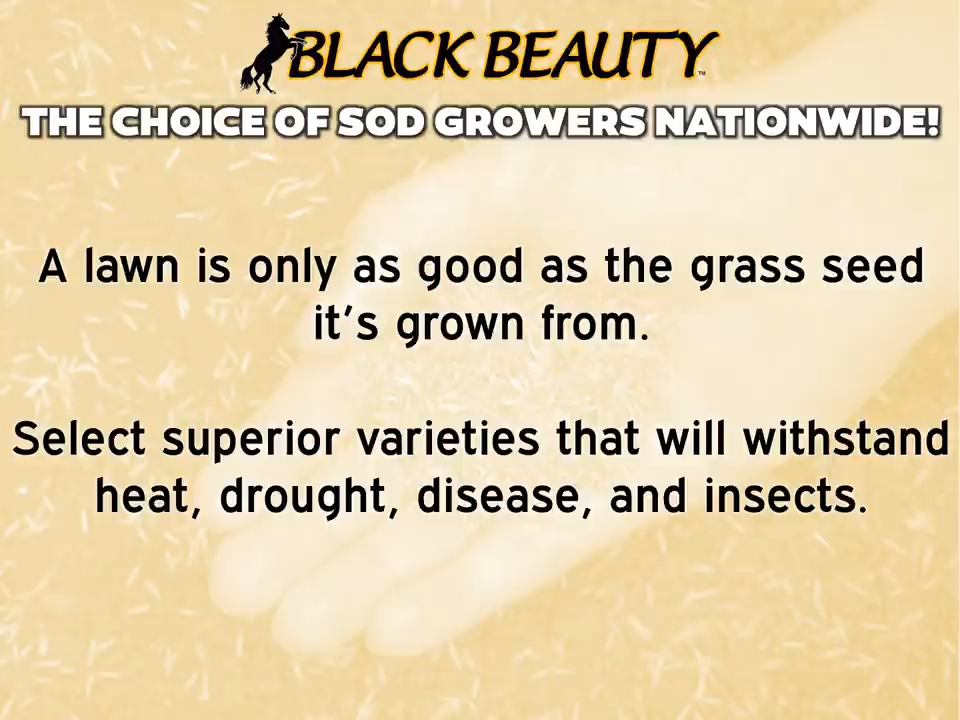 BLACK BEAUTY™
THE CHOICE OF SOD GROWERS NATIONWIDE!
A lawn is only as good as the grass seed
it's grown from.
Select superior varieties that will withstand
heat, drought, disease, and insects.